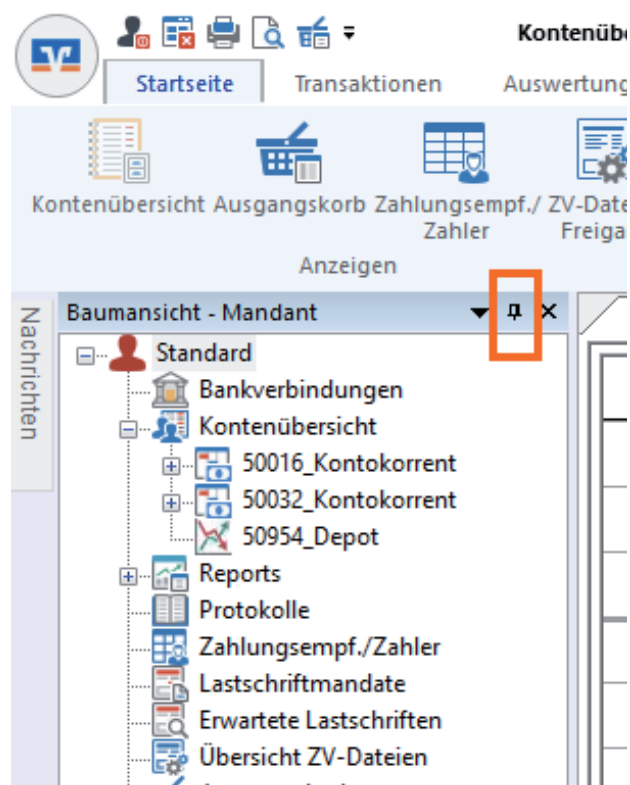 Kontenüb
Startseite
Transaktionen
Auswertung
Kontenübersicht
Ausgangskorb
Zahlungsempf./
Zahler
ZV-Date
Freiga
Anzeigen
Nachrichten
Baumansicht - Mandant
Standard
Bankverbindungen
Kontenübersicht
50016_Kontokorrent
50032_Kontokorrent
50954_Depot
Reports
Protokolle
Zahlungsempf./Zahler
Lastschriftmandate
Erwartete Lastschriften
Übersicht ZV-Dateien